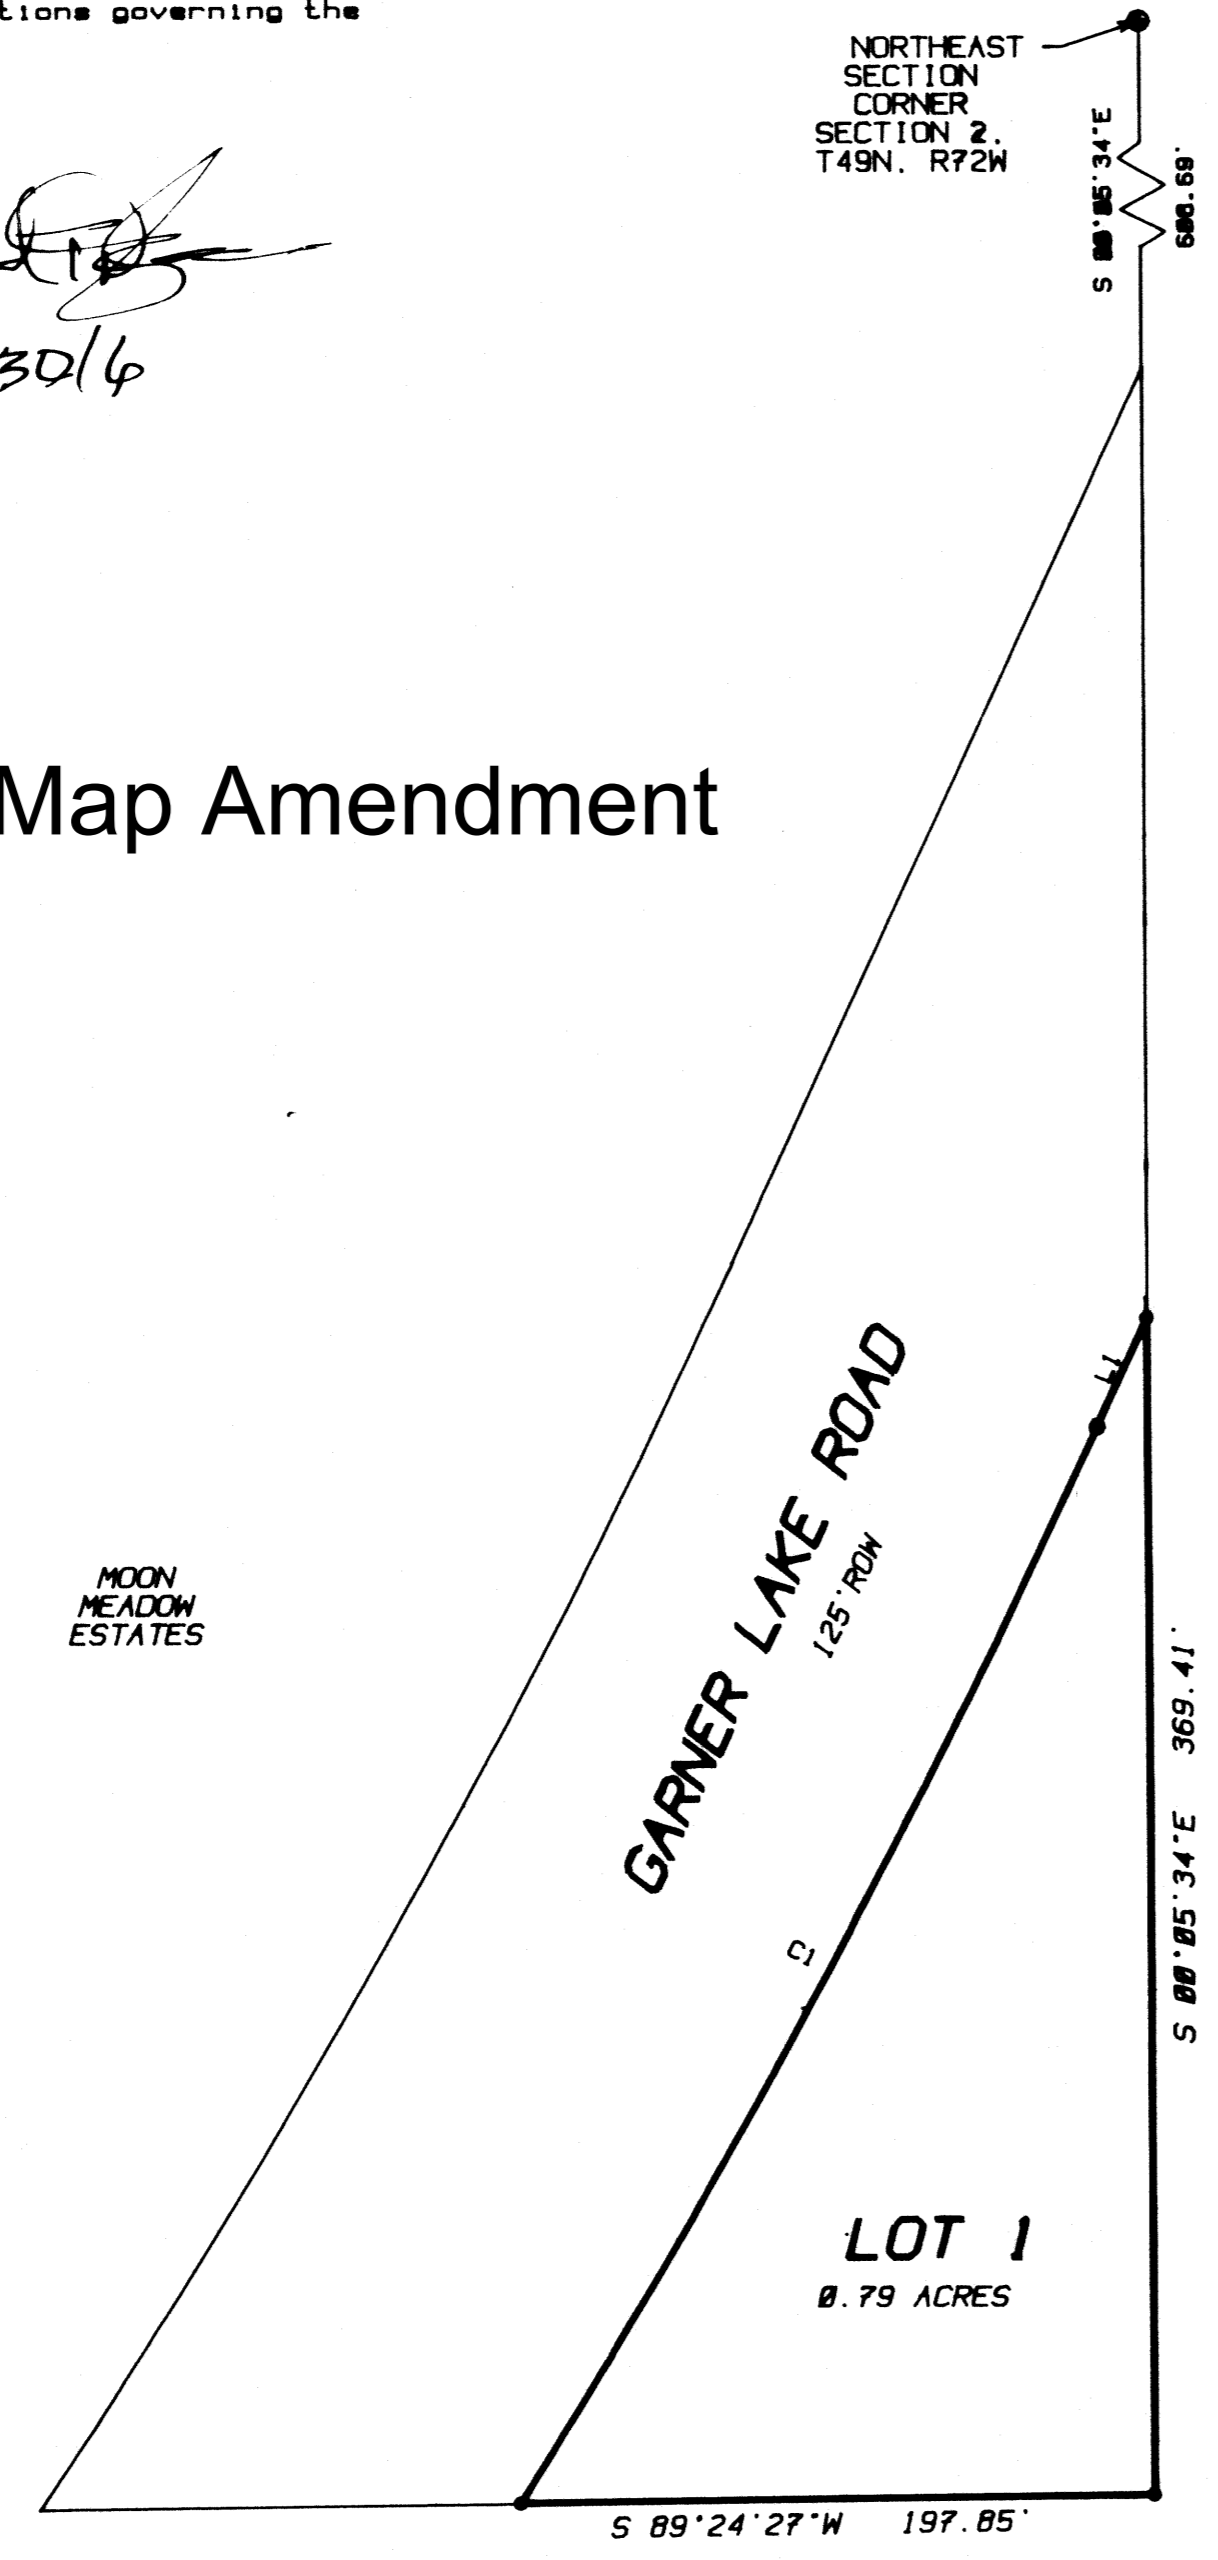 tions governing the
NORTHEAST
SECTION
CORNER
SECTION 2.
T49N. R72W
S 00°05'34"E
30/6
Map Amendment
L1
GARNER LAKE ROAD
125' ROW
MOON
MEADOW
ESTATES
S 00°05'34"E 369.41'
C1
LOT 1
0.79 ACRES
S 89°24'27"W 197.85'